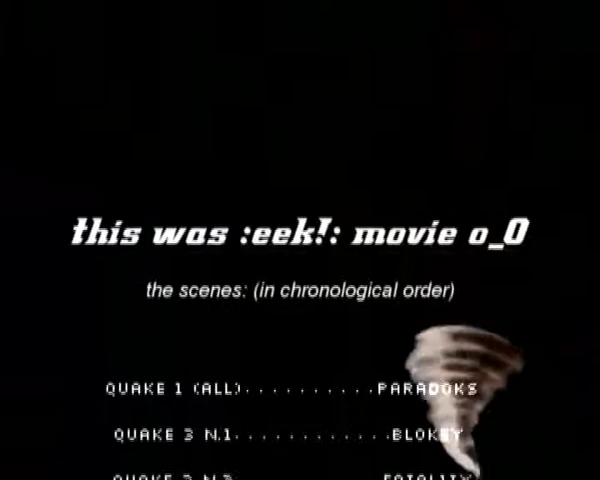 this was :eek!: movie o_O
the scenes: (in chronological order)
QUAKE 1 (ALL)..........PARADOKS
QUAKE 3 N.1............BLOKEY